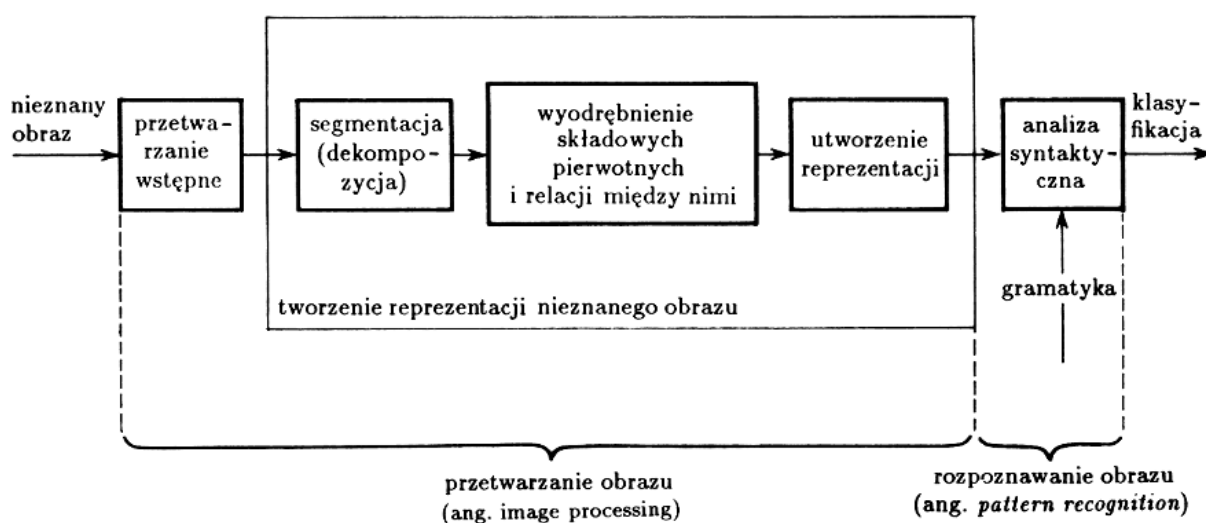 nieznany
obraz
przetwa-
rzanie
wstępne
segmentacja
(dekompo-
zycja)
wyodrębnienie
składowych
pierwotnych
i relacji między nimi
utworzenie
reprezentacji
analiza
syntakty-
czna
klasy-
fikacja
tworzenie reprezentacji nieznanego obrazu
gramatyka
przetwarzanie obrazu
(ang. image processing)
rozpoznawanie obrazu
(ang. pattern recognition)